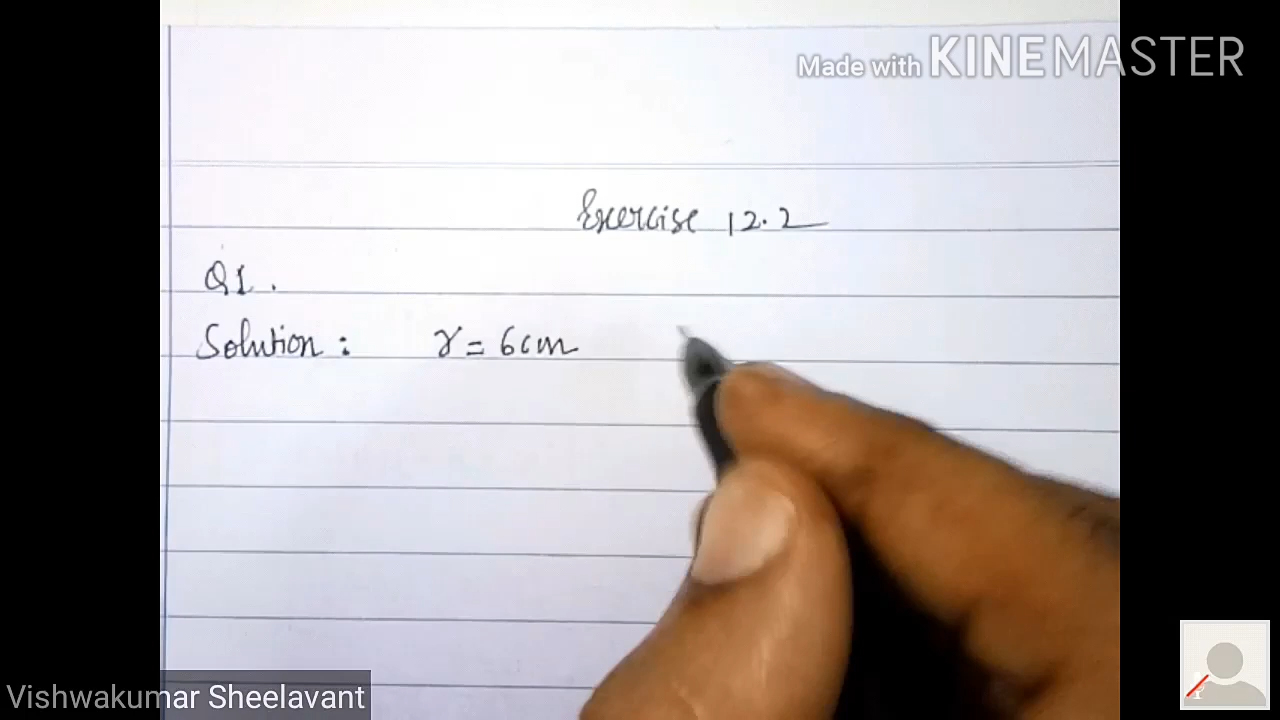 Made with KINEMASTER
Exercise 12.2
Q1.
Solution : r = 6cm
Vishwakumar Sheelavant